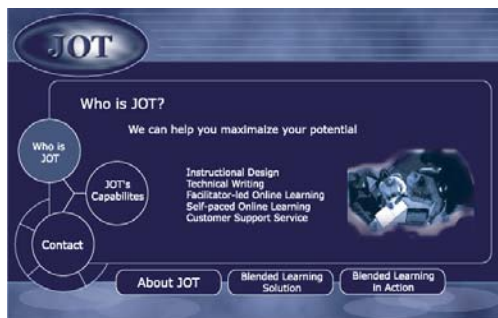 JOT
Who is JOT?
We can help you maximaize your potential
Who is
JOT
JOT's
Capabilites
Contact
Instructional Design
Technical Writing
Facilitator-led Online Learning
Self-paced Online Learning
Customer Support Service
About JOT
Blended Learning
Solution
Blended Learning
in Action